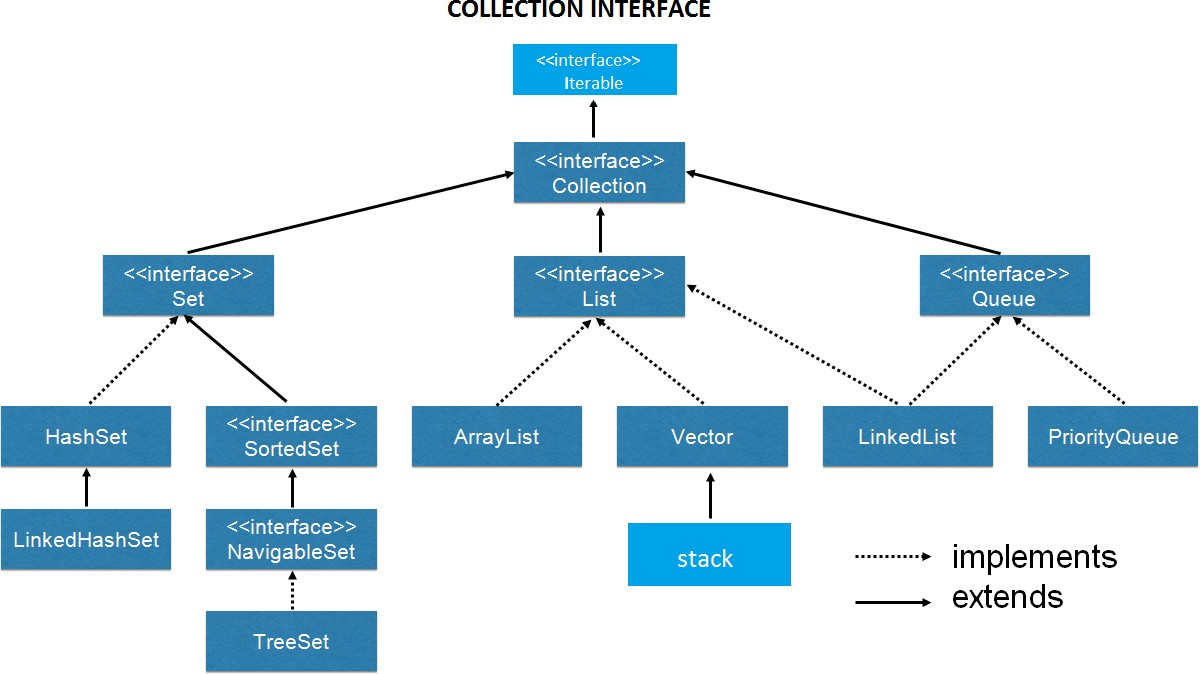 COLLECTION INTERFACE
<<interface>>
Iterable
<<interface>>
Collection
<<interface>>
Set
<<interface>>
List
<<interface>>
Queue
HashSet
<<interface>>
SortedSet
ArrayList
Vector
LinkedList
PriorityQueue
LinkedHashSet
<<interface>>
NavigableSet
stack
implements
extends
TreeSet